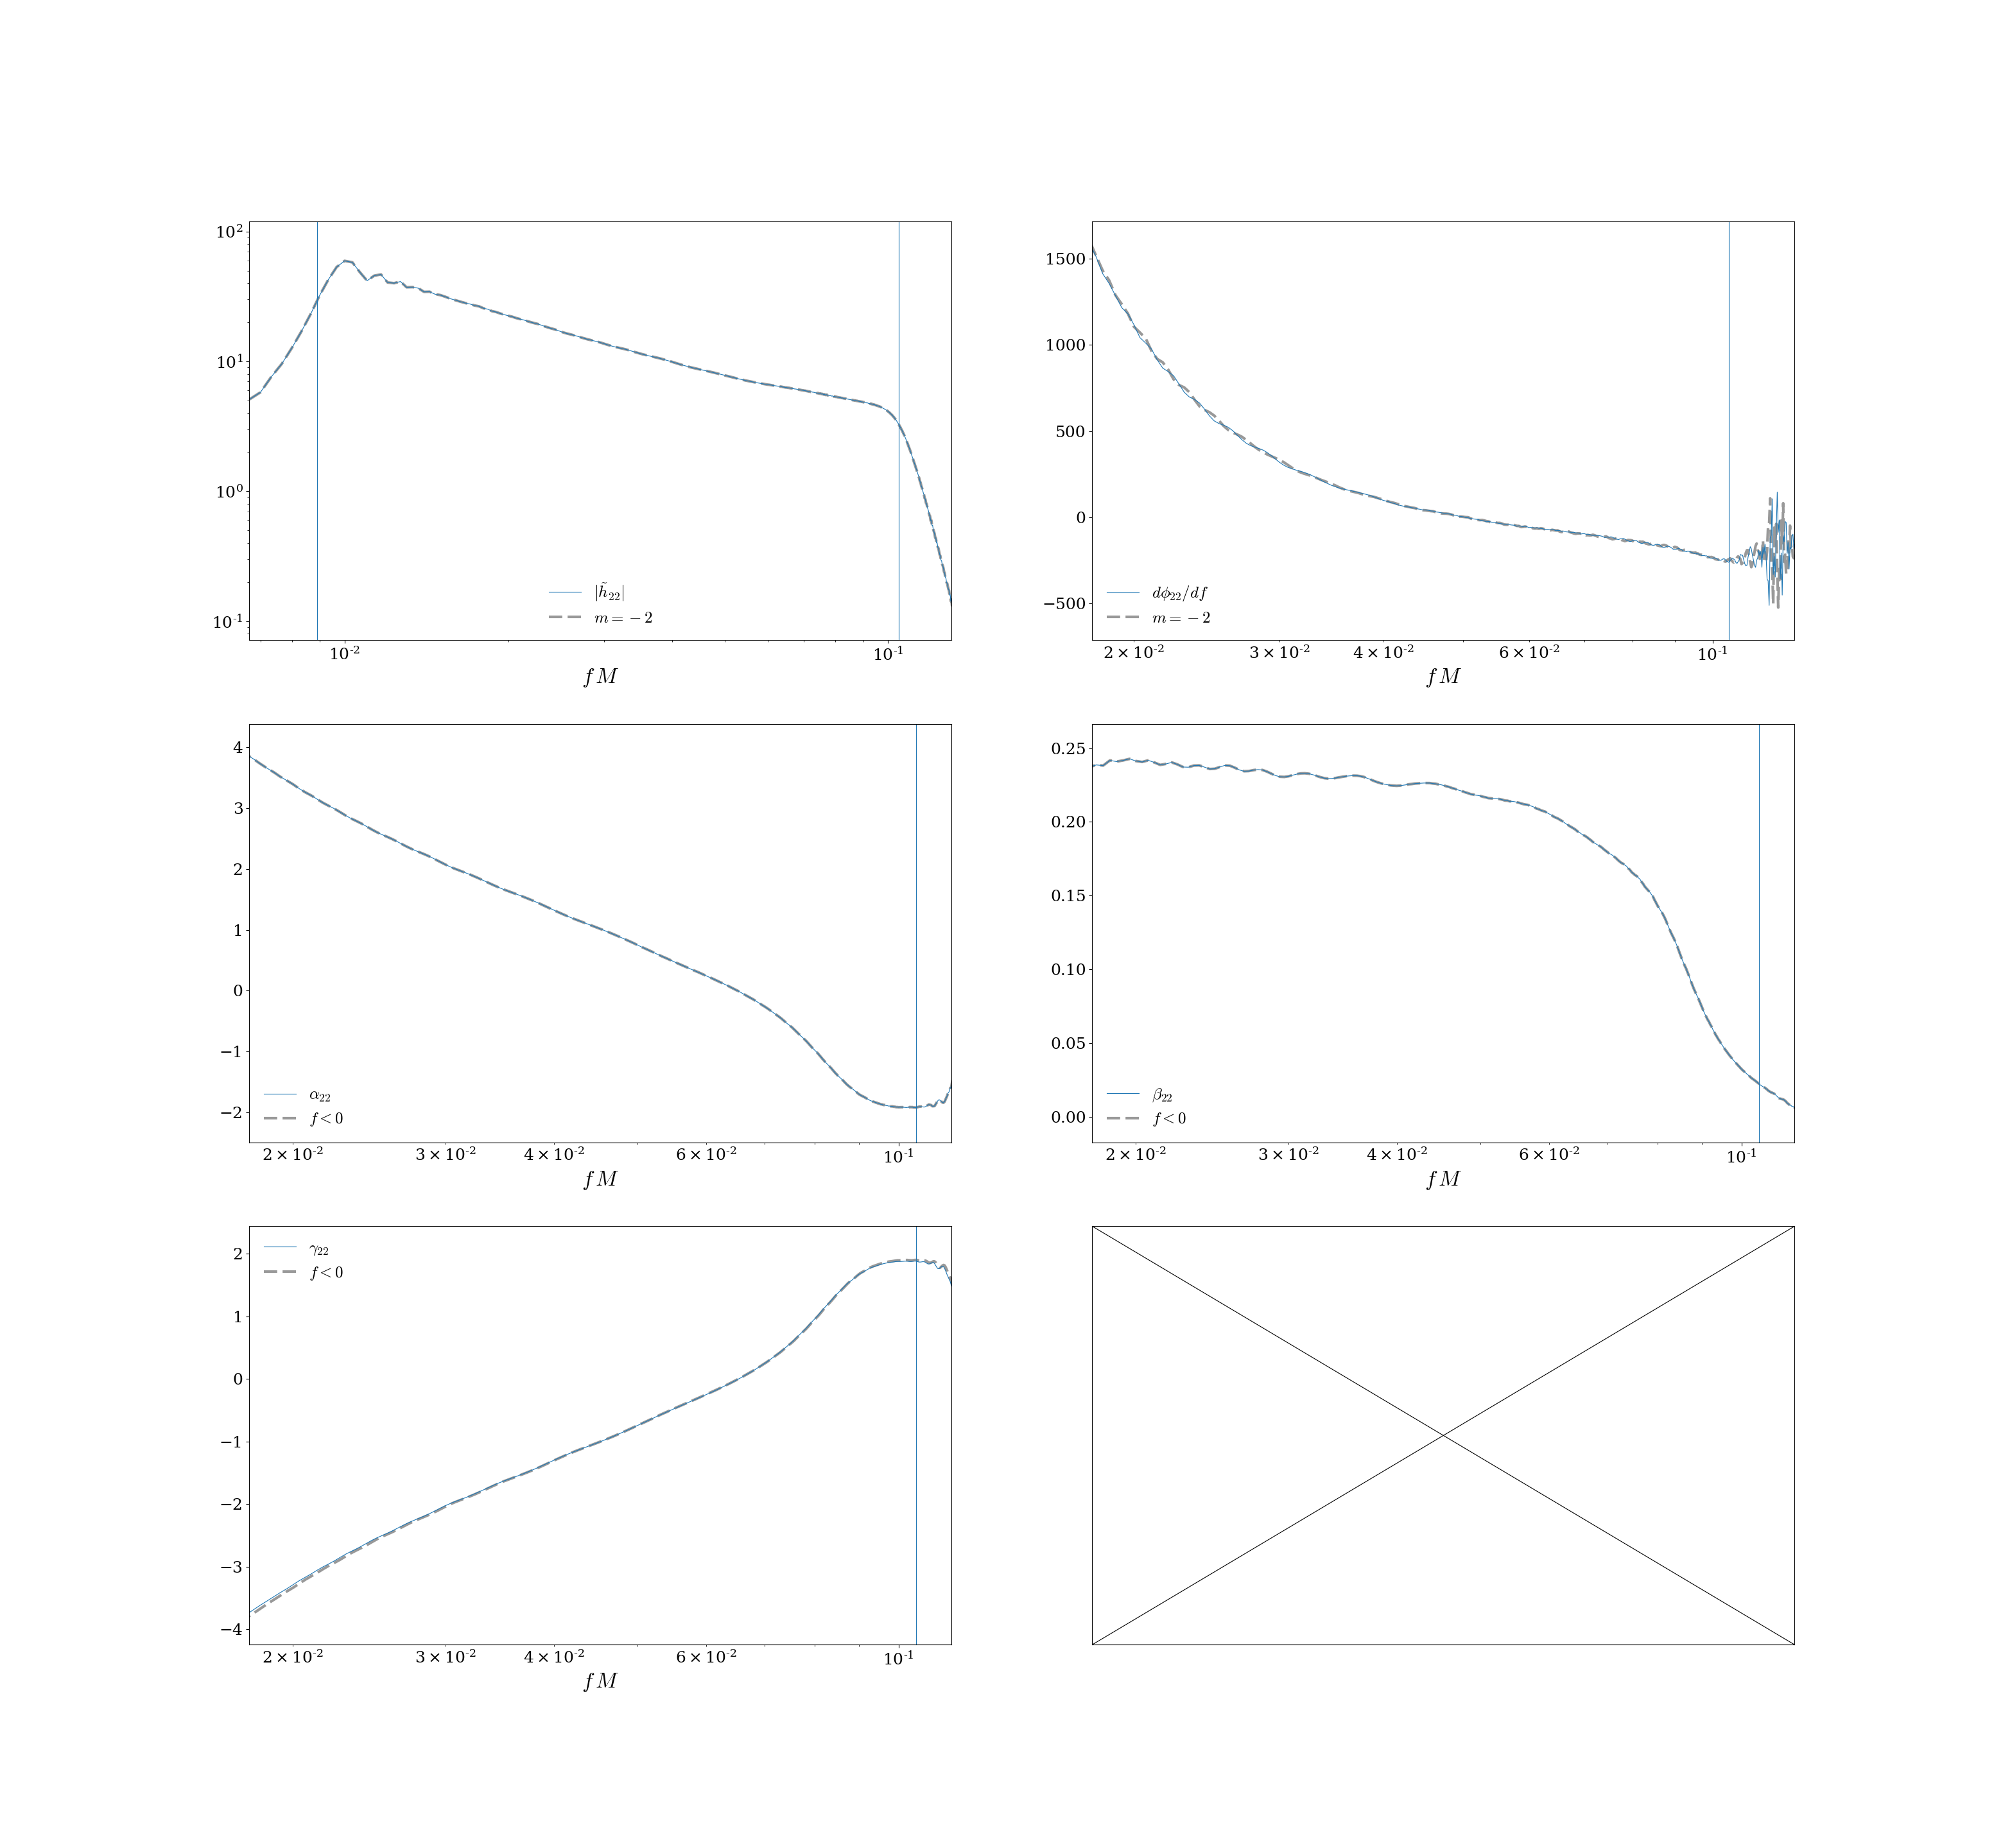 10²
10¹
10⁰
10⁻¹
|h̃₂₂|
m = −2
10⁻²
10⁻¹
f M
1500
1000
500
0
−500
dϕ₂₂/df
m = −2
2 × 10⁻²
3 × 10⁻²
4 × 10⁻²
6 × 10⁻²
10⁻¹
f M
4
3
2
1
0
−1
−2
α₂₂
f < 0
2 × 10⁻²
3 × 10⁻²
4 × 10⁻²
6 × 10⁻²
10⁻¹
f M
0.25
0.20
0.15
0.10
0.05
0.00
β₂₂
f < 0
2 × 10⁻²
3 × 10⁻²
4 × 10⁻²
6 × 10⁻²
10⁻¹
f M
γ₂₂
f < 0
2
1
0
−1
−2
−3
−4
2 × 10⁻²
3 × 10⁻²
4 × 10⁻²
6 × 10⁻²
10⁻¹
f M